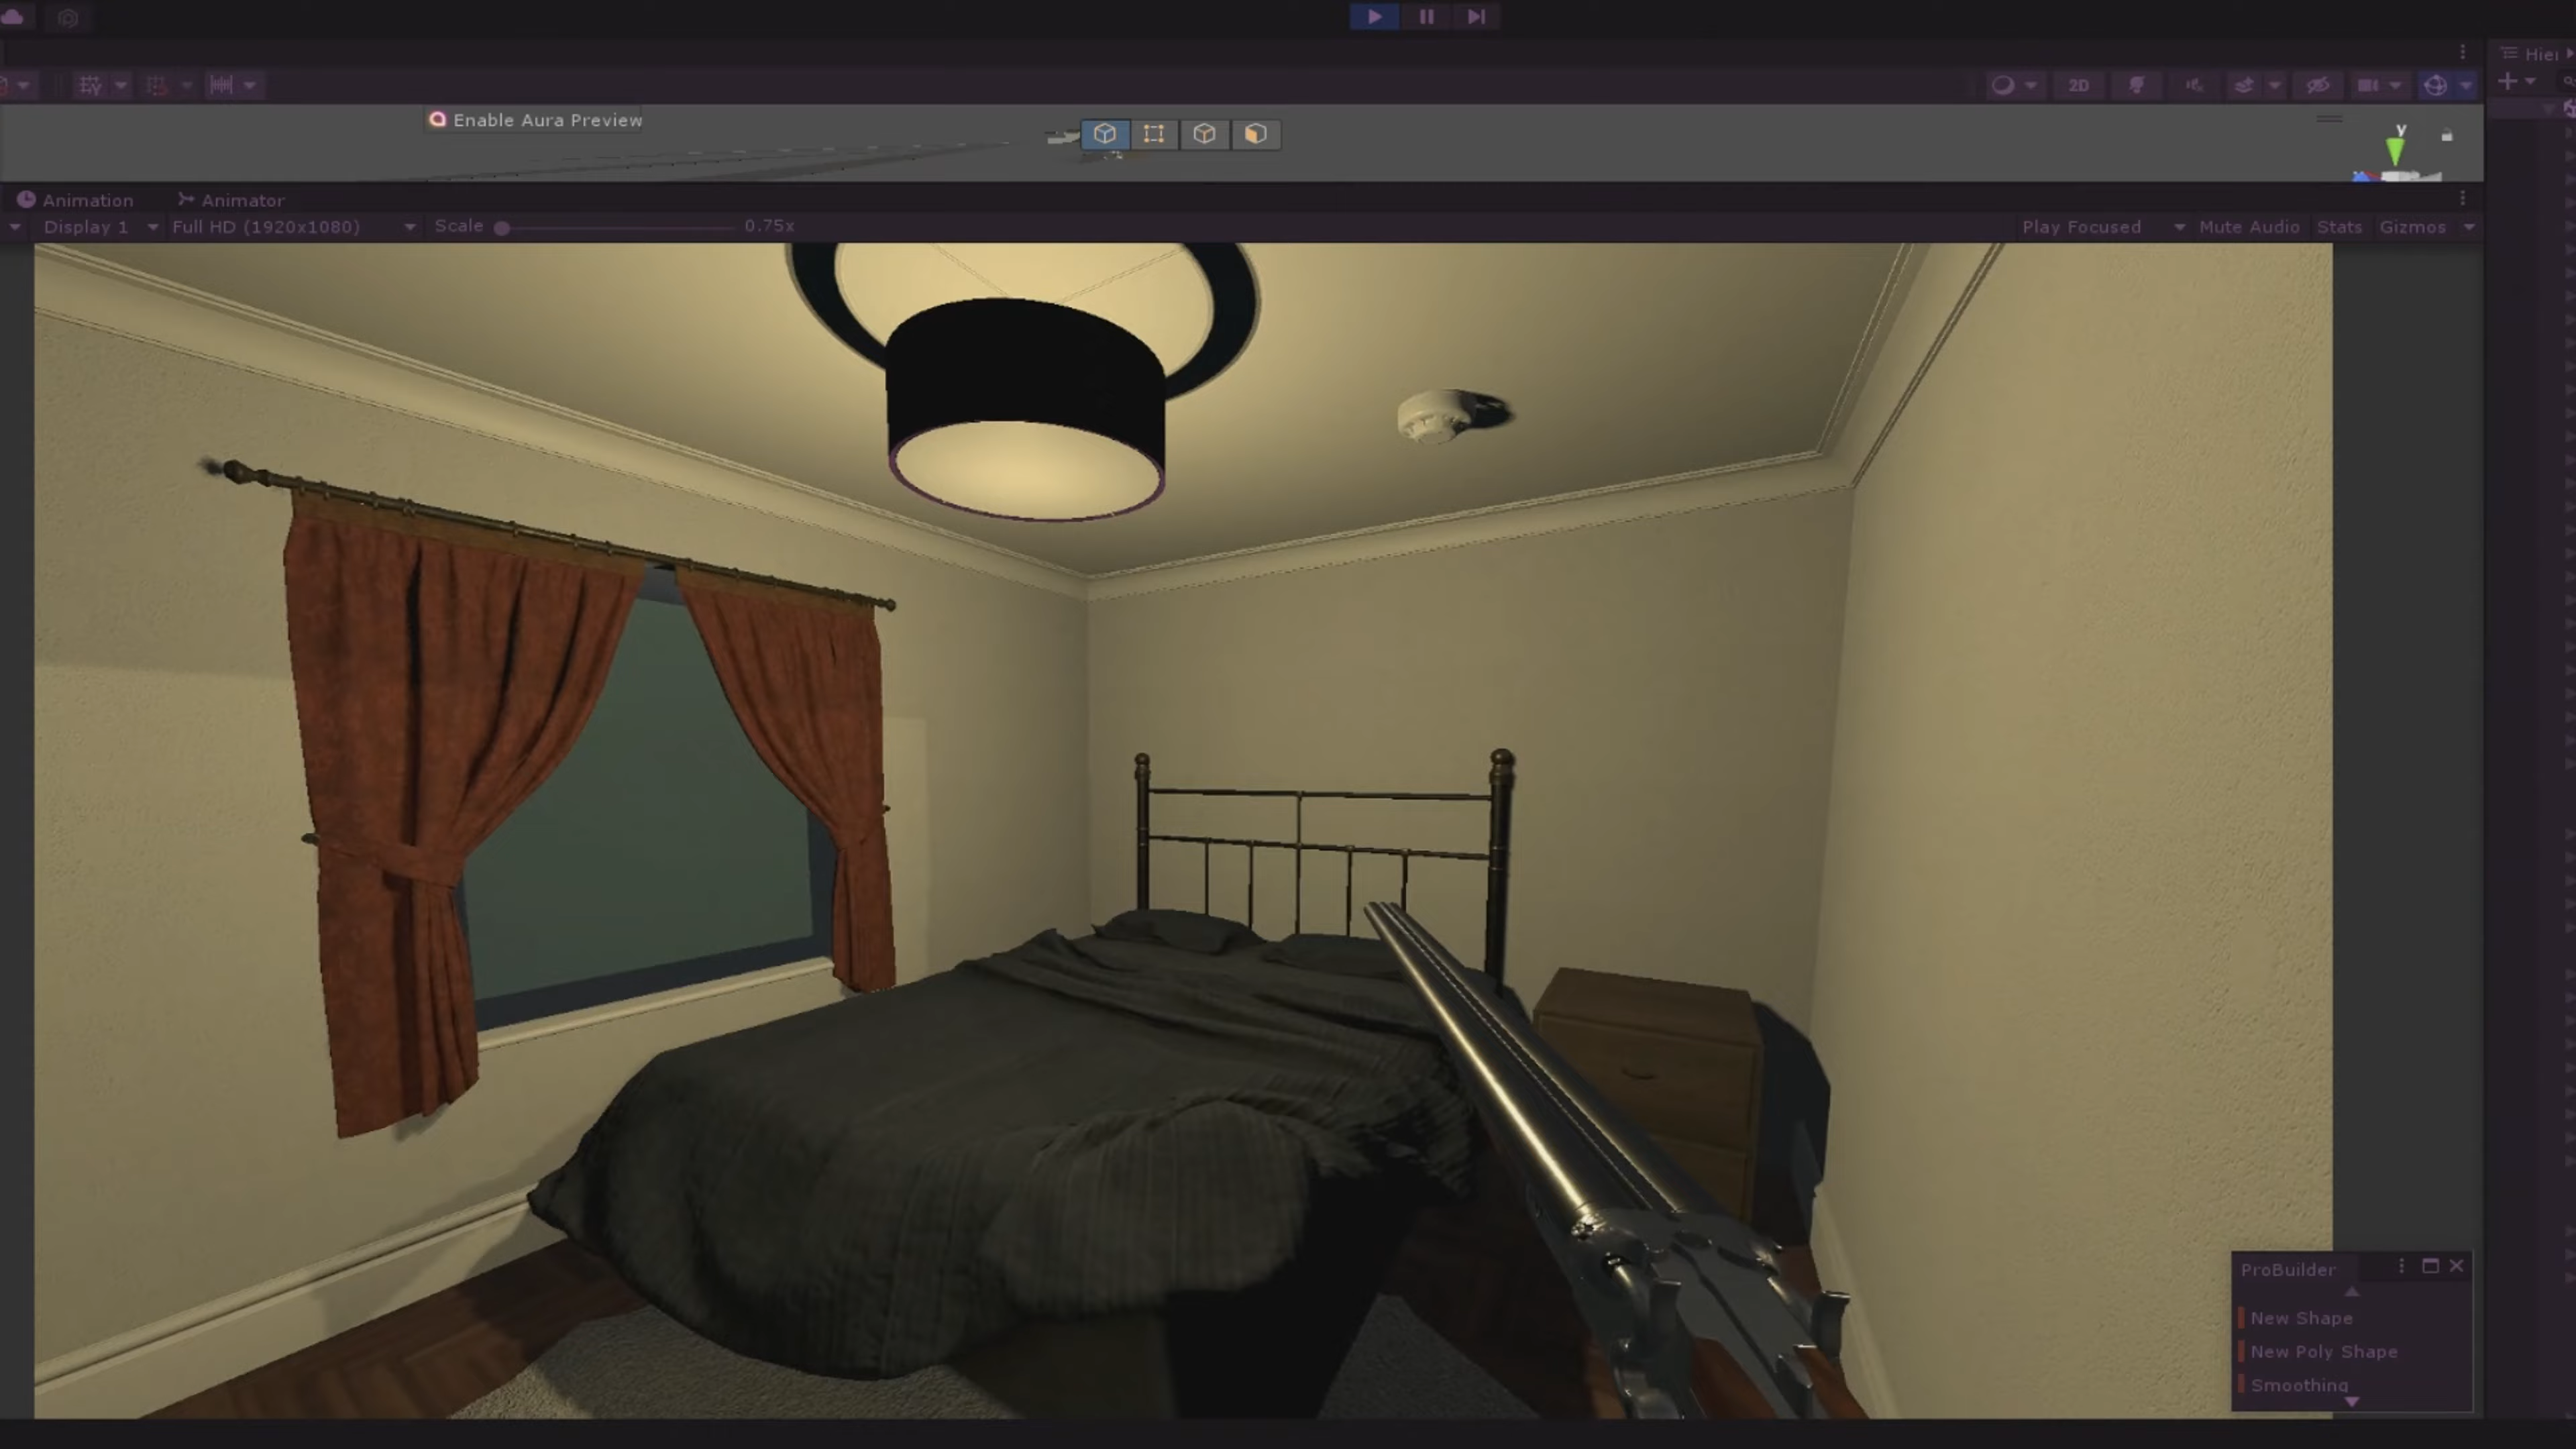 2D
Hier
Enable Aura Preview
y
Animation
Animator
Display 1
Full HD (1920x1080)
Scale
0.75x
Play Focused
Mute Audio
Stats
Gizmos
ProBuilder
New Shape
New Poly Shape
Smoothing